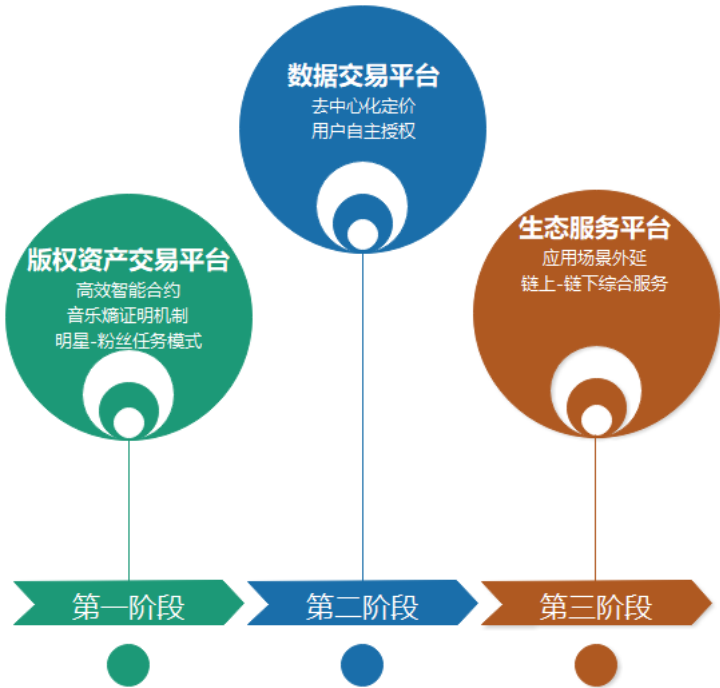 版权资产交易平台
高效智能合约
音乐熵证明机制
明星-粉丝任务模式
第一阶段
数据交易平台
去中心化定价
用户自主授权
第二阶段
生态服务平台
应用场景外延
链上-链下综合服务
第三阶段